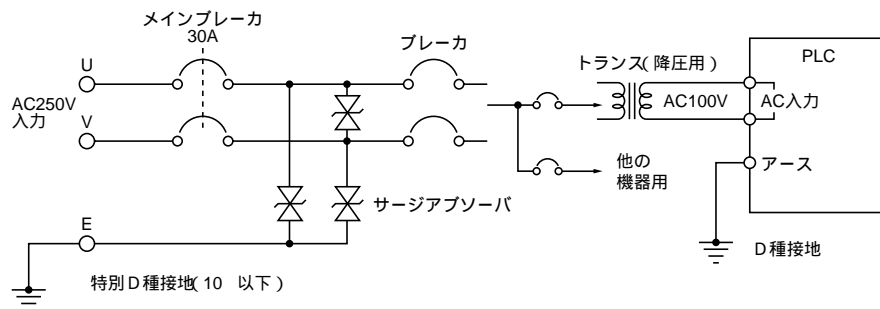 メインブレーカ
30A
ブレーカ
トランス(降圧用)
PLC
U
AC250V
入力
V
AC100V
AC入力
アース
他の
機器用
サージアブソーバ
E
D種接地
特別D種接地(10 以下)